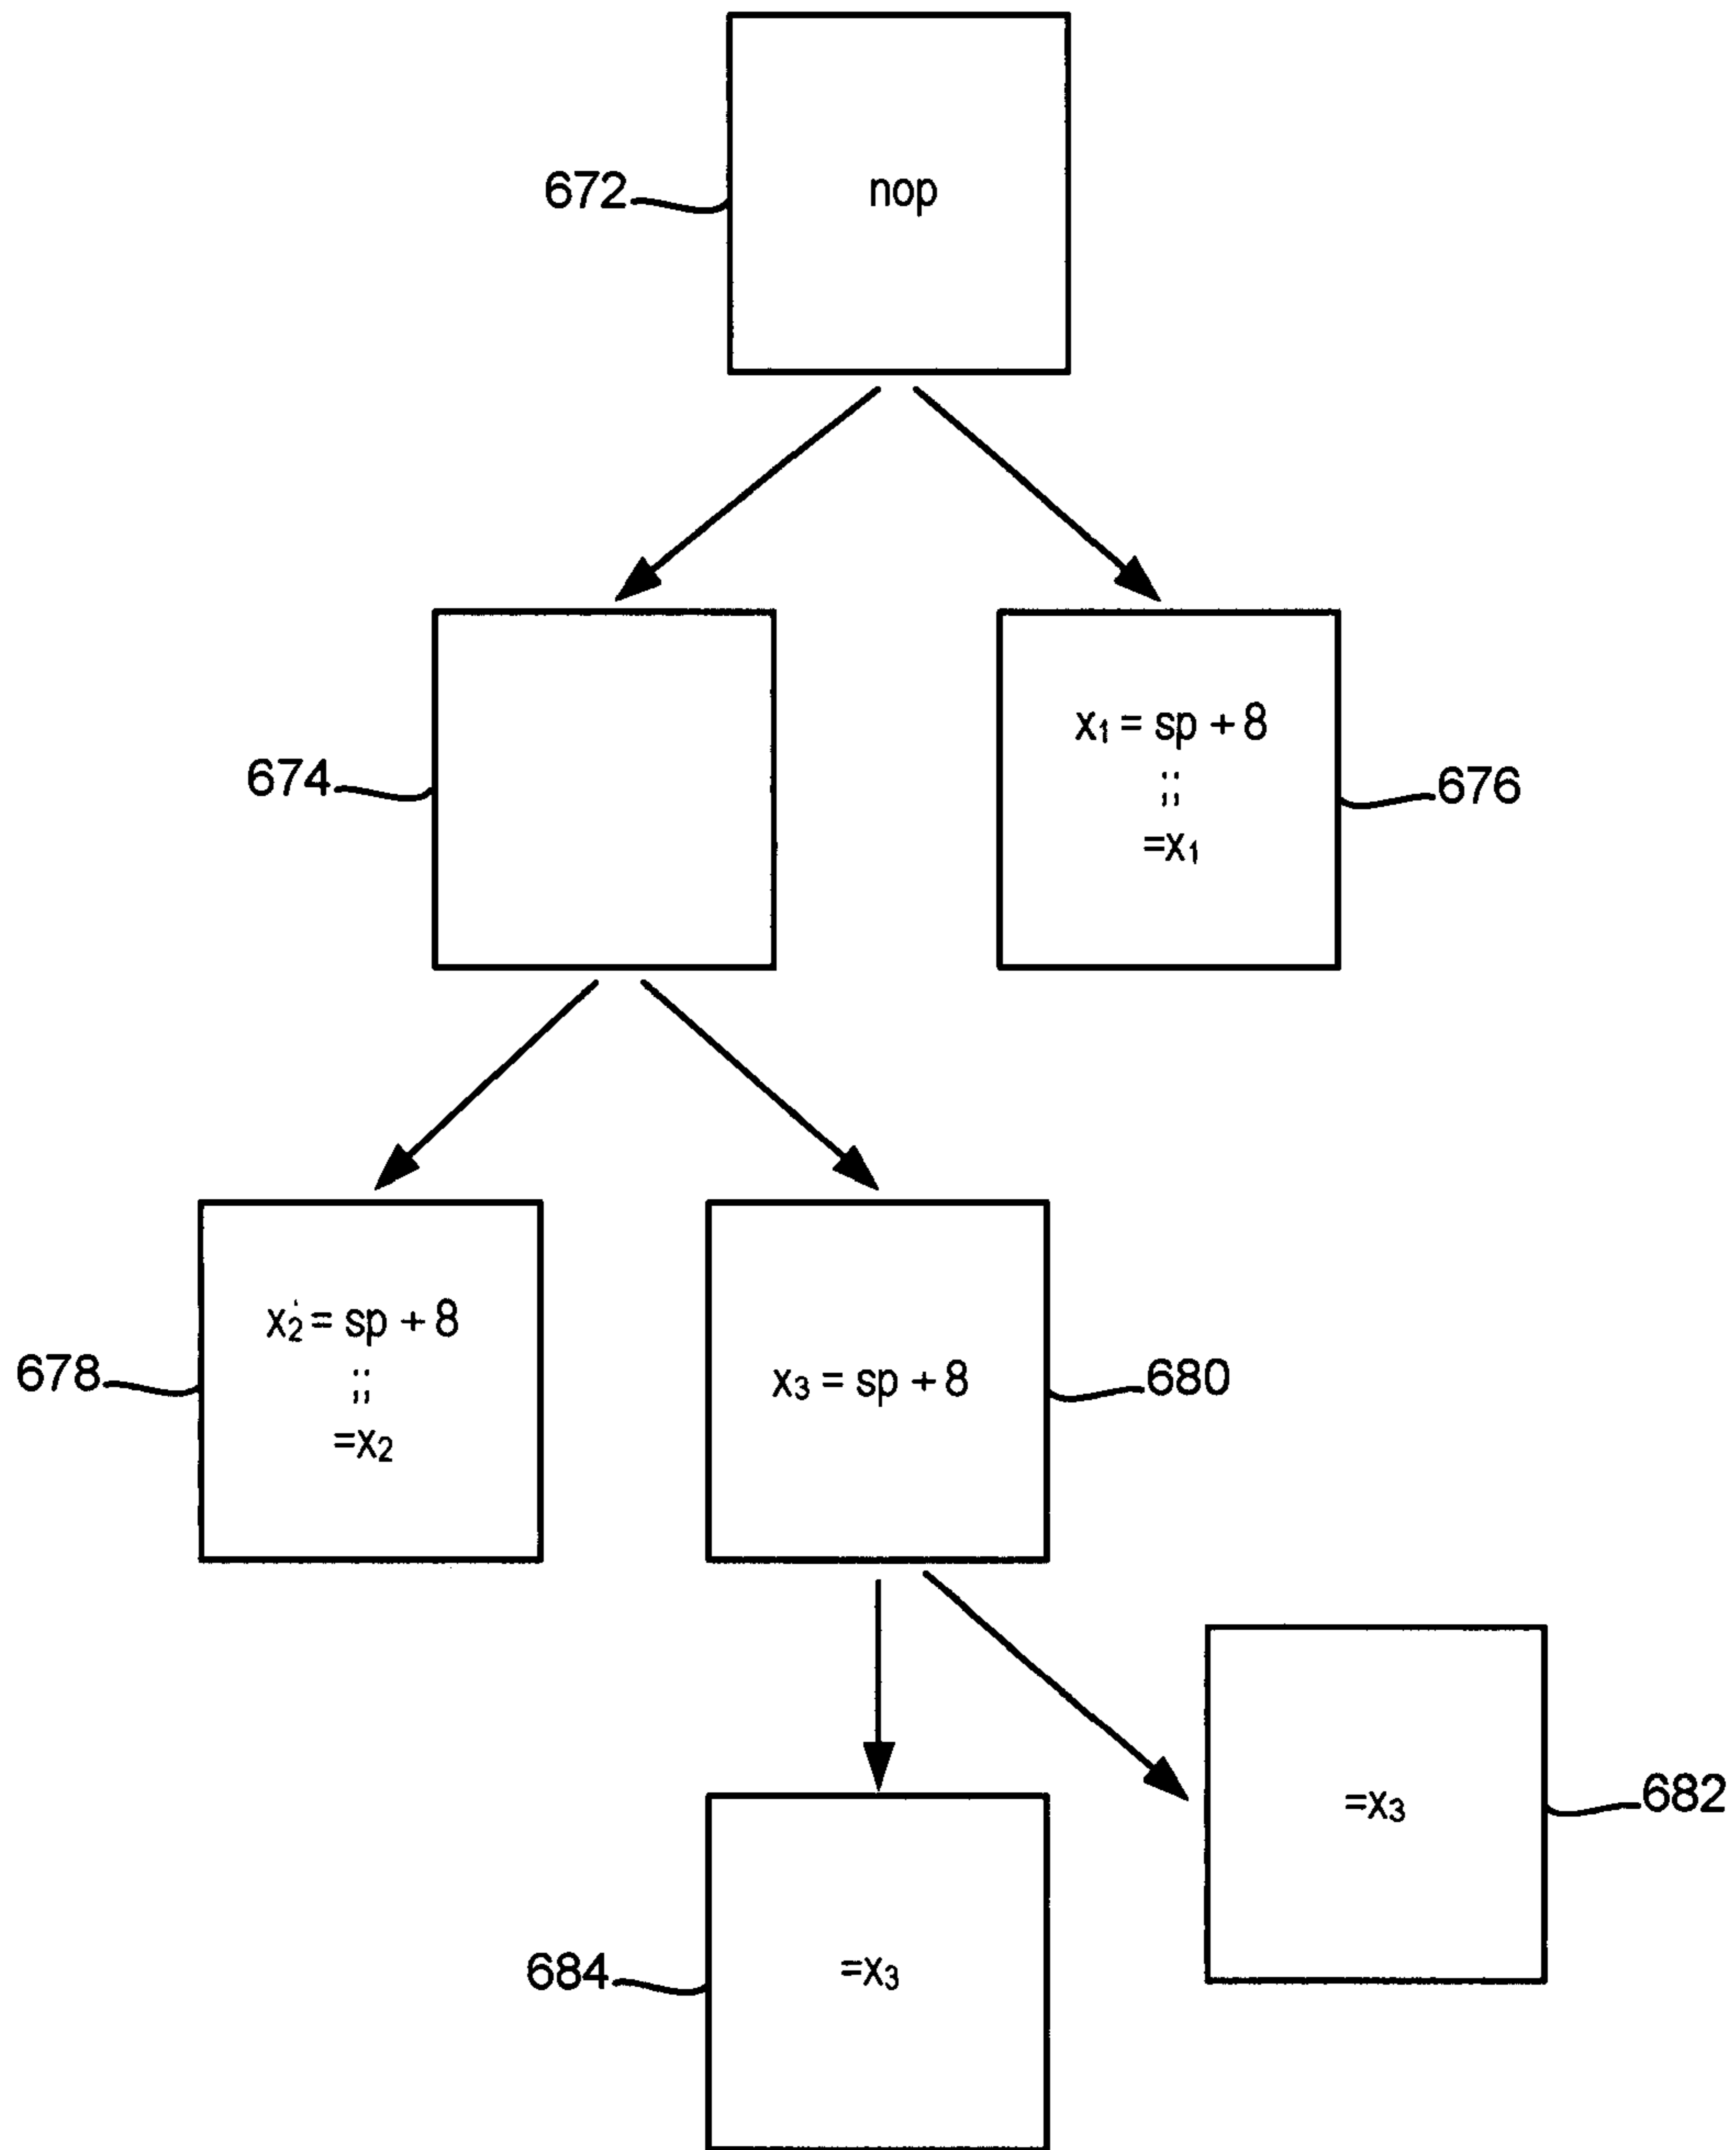 nop
672
674
x₁ = sp + 8
;;
=x₁
676
x₂ = sp + 8
;;
=x₂
678
x₃ = sp + 8
680
=x₃
682
=x₃
684